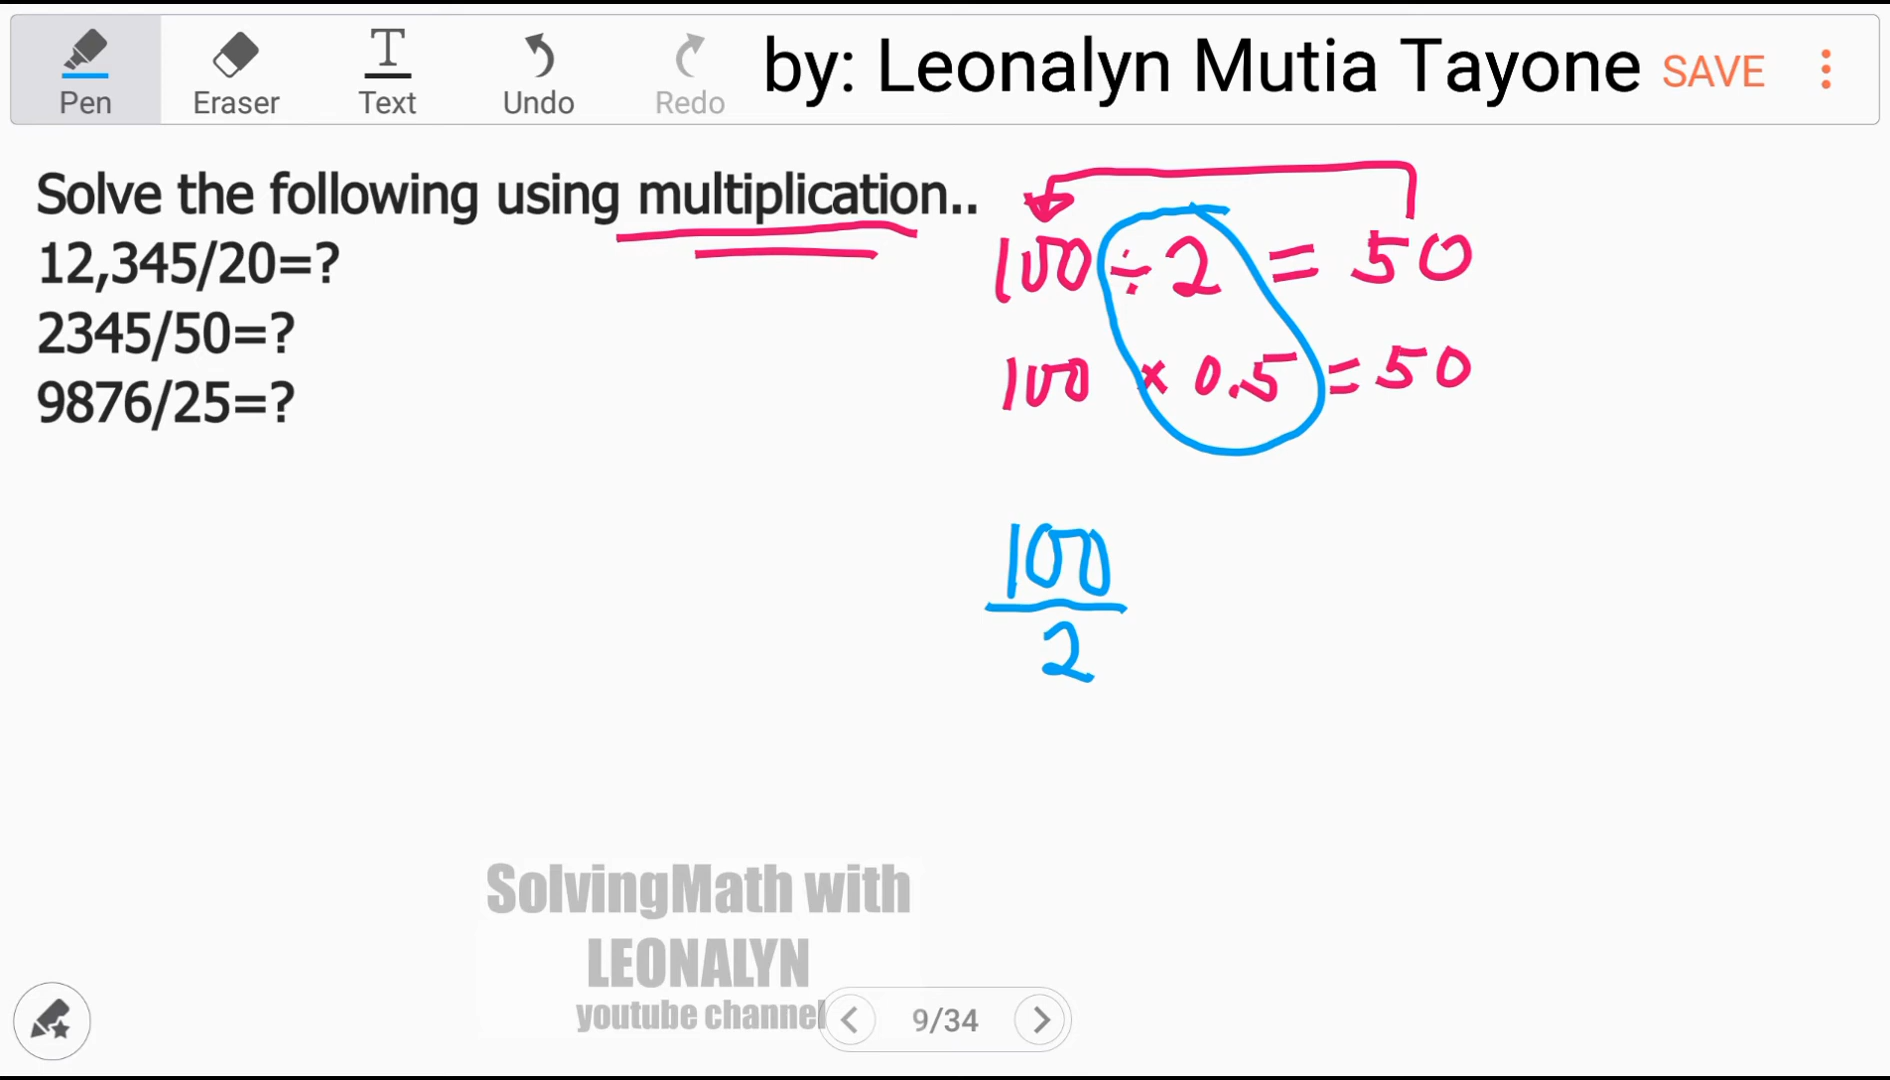 Pen
Eraser
Text
Undo
Redo
by: Leonalyn Mutia Tayone
SAVE
Solve the following using multiplication..
12,345/20=?
2345/50=?
9876/25=?
100 ÷ 2 = 50
100 × 0.5 = 50
100
2
SolvingMath with
LEONALYN
youtube channel
9/34